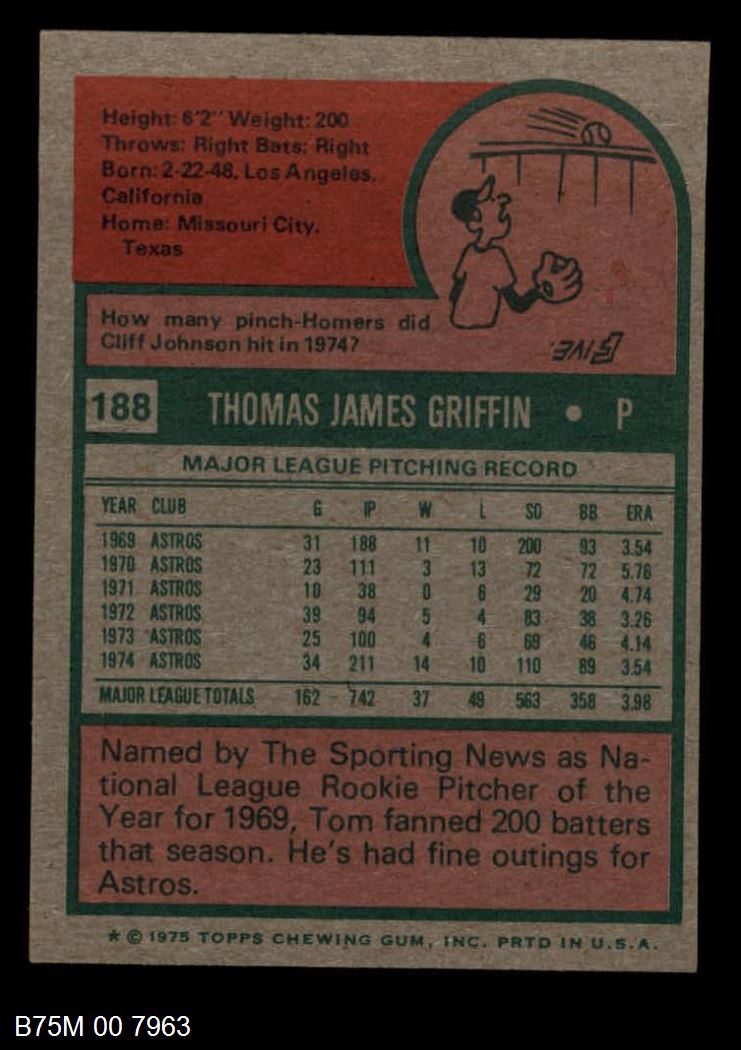 Height: 6'2" Weight: 200
Throws: Right Bats: Right
Born: 2-22-48, Los Angeles,
California
Home: Missouri City,
Texas
How many pinch-Homers did
Cliff Johnson hit in 1974?
FIVE.
188 THOMAS JAMES GRIFFIN • P
MAJOR LEAGUE PITCHING RECORD
YEAR CLUB G IP W L SO BB ERA
1969 ASTROS 31 188 11 10 200 93 3.54
1970 ASTROS 23 111 3 13 72 72 5.76
1971 ASTROS 10 38 0 6 29 20 4.74
1972 ASTROS 39 94 5 4 83 38 3.26
1973 ASTROS 25 100 4 6 69 46 4.14
1974 ASTROS 34 211 14 10 110 89 3.54
MAJOR LEAGUE TOTALS 162 742 37 49 563 358 3.98
Named by The Sporting News as Na-
tional League Rookie Pitcher of the
Year for 1969, Tom fanned 200 batters
that season. He's had fine outings for
Astros.
* © 1975 TOPPS CHEWING GUM, INC. PRTD IN U.S.A.
B75M 00 7963